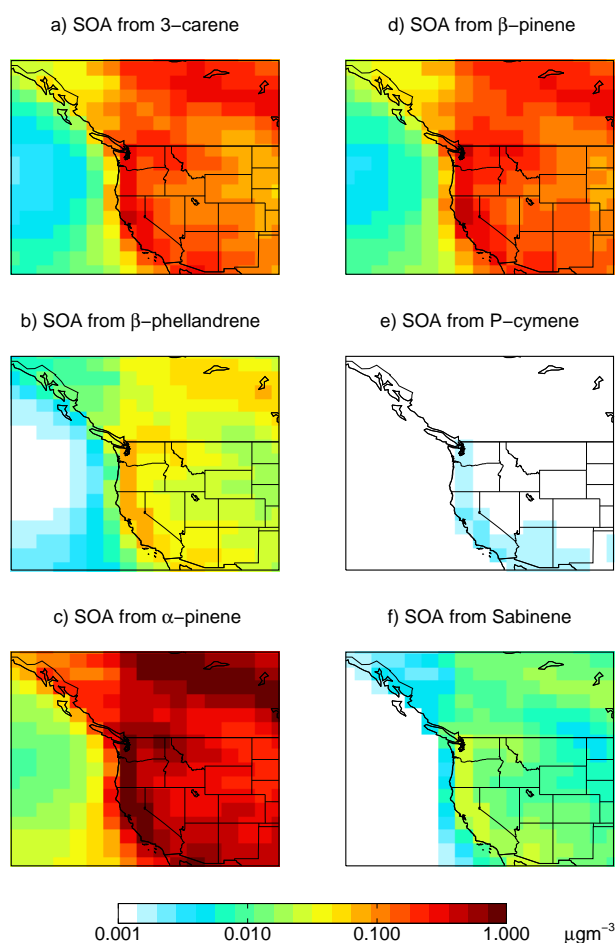 a) SOA from 3−carene
d) SOA from β−pinene
b) SOA from β−phellandrene
e) SOA from P−cymene
c) SOA from α−pinene
f) SOA from Sabinene
0.001 0.010 0.100 1.000 μgm⁻³